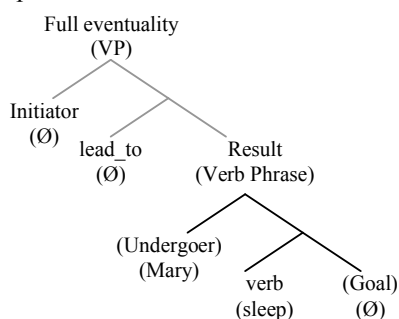 Full eventuality
(VP)
Initiator
(Ø)
lead_to
(Ø)
Result
(Verb Phrase)
(Undergoer)
(Mary)
verb
(sleep)
(Goal)
(Ø)